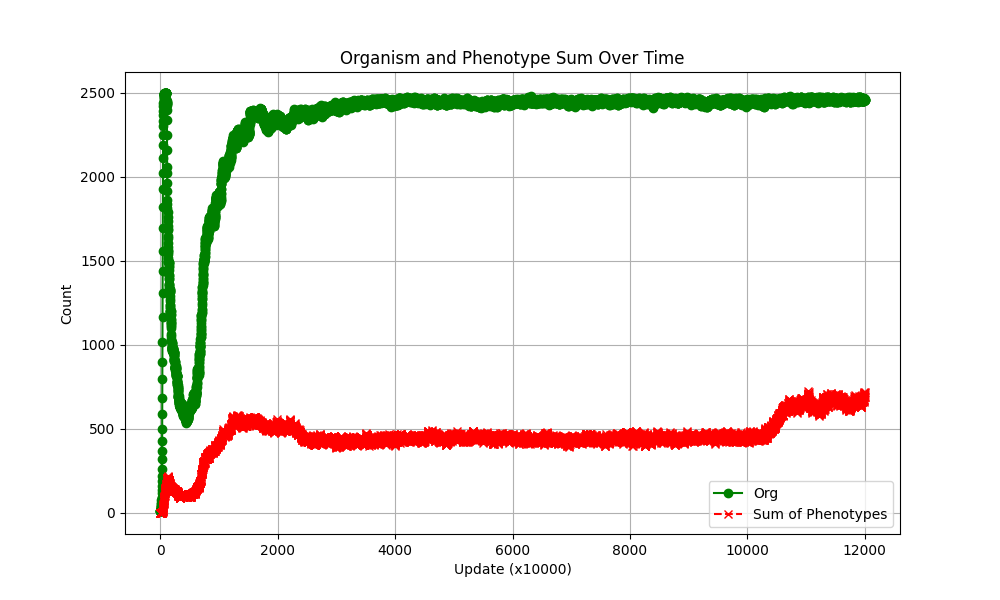 Organism and Phenotype Sum Over Time
Count
2500
2000
1500
1000
500
0
Org
Sum of Phenotypes
0 2000 4000 6000 8000 10000 12000
Update (x10000)